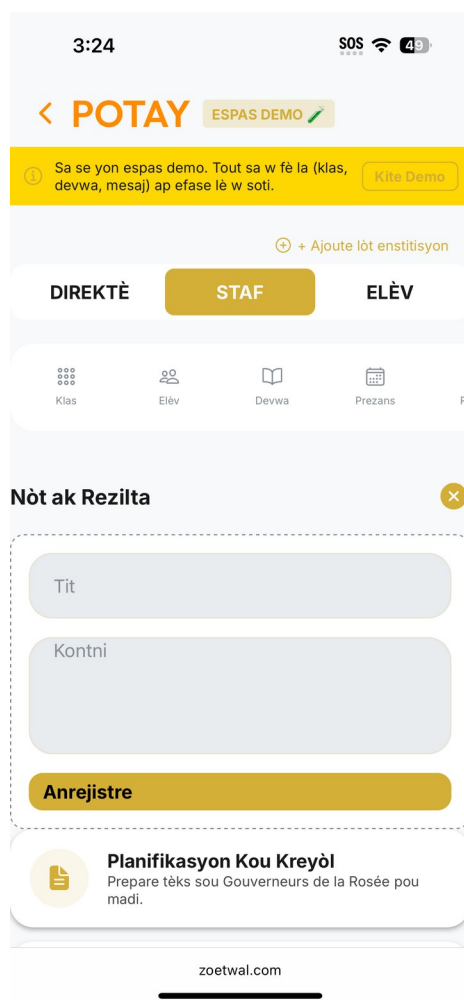 3:24
SOS
49
POTAY
ESPAS DEMO
Sa se yon espas demo. Tout sa w fè la (klas,
devwa, mesaj) ap efase lè w soti.
Kite Demo
+ Ajoute lòt enstitisyon
DIREKTÈ
STAF
ELÈV
Klas
Elèv
Devwa
Prezans
Nòt ak Rezilta
Tit
Kontni
Anrejistre
Planifikasyon Kou Kreyòl
Prepare tèks sou Gouverneurs de la Rosée pou
madi.
zoetwal.com